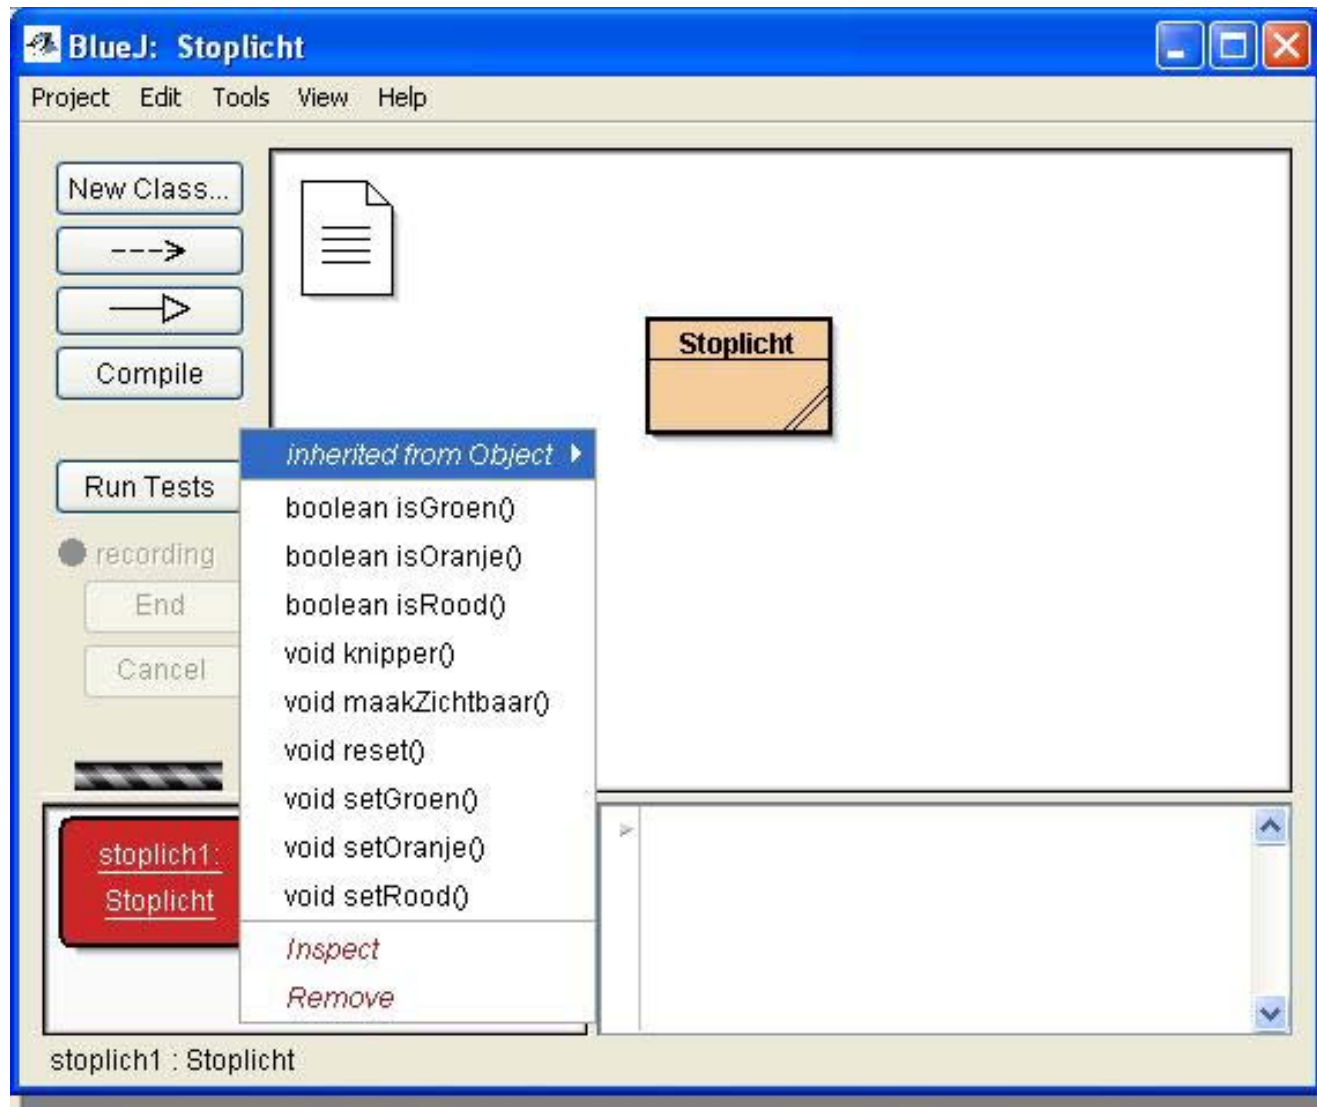 BlueJ: Stoplicht
Project Edit Tools View Help
New Class...
Compile
Run Tests
recording
End
Cancel
Stoplicht
inherited from Object
boolean isGroen()
boolean isOranje()
boolean isRood()
void knipper()
void maakZichtbaar()
void reset()
void setGroen()
void setOranje()
void setRood()
Inspect
Remove
stoplich1:
Stoplicht
stoplich1 : Stoplicht